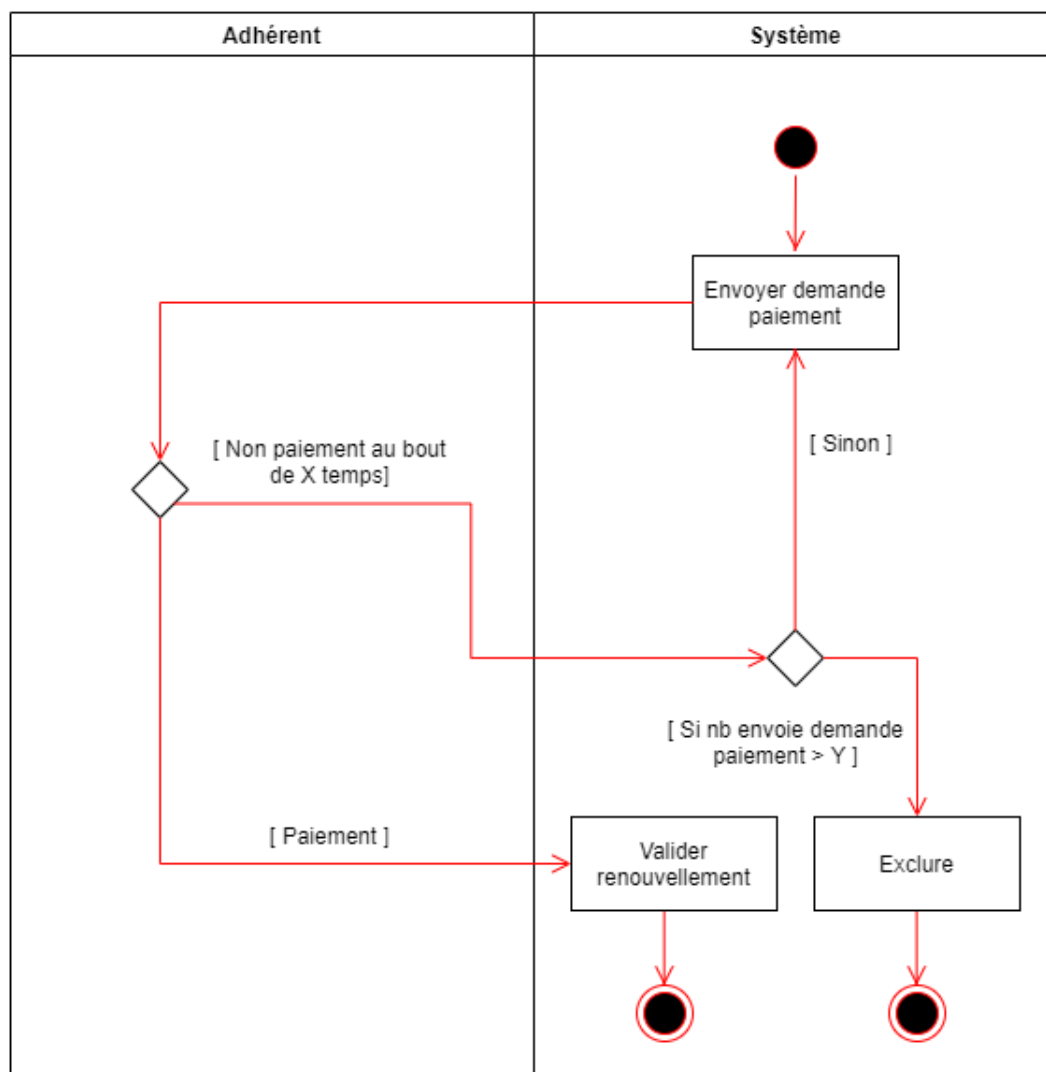 Adhérent
Système
Envoyer demande
paiement
[ Non paiement au bout
de X temps]
[ Sinon ]
[ Si nb envoie demande
paiement > Y ]
[ Paiement ]
Valider
renouvellement
Exclure